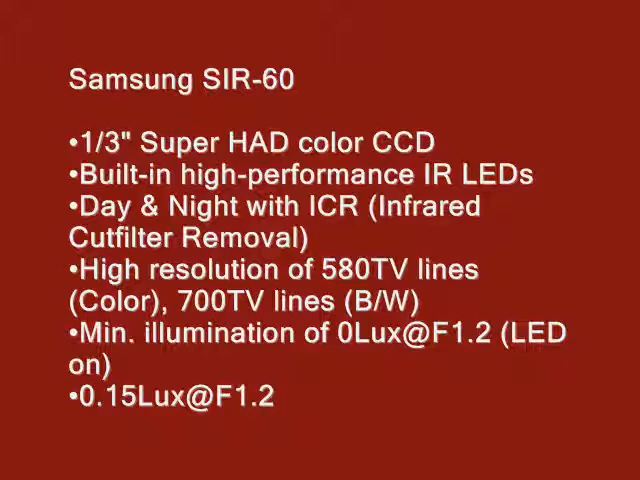 Samsung SIR-60
•1/3" Super HAD color CCD
•Built-in high-performance IR LEDs
•Day & Night with ICR (Infrared
Cutfilter Removal)
•High resolution of 580TV lines
(Color), 700TV lines (B/W)
•Min. illumination of 0Lux@F1.2 (LED
on)
•0.15Lux@F1.2